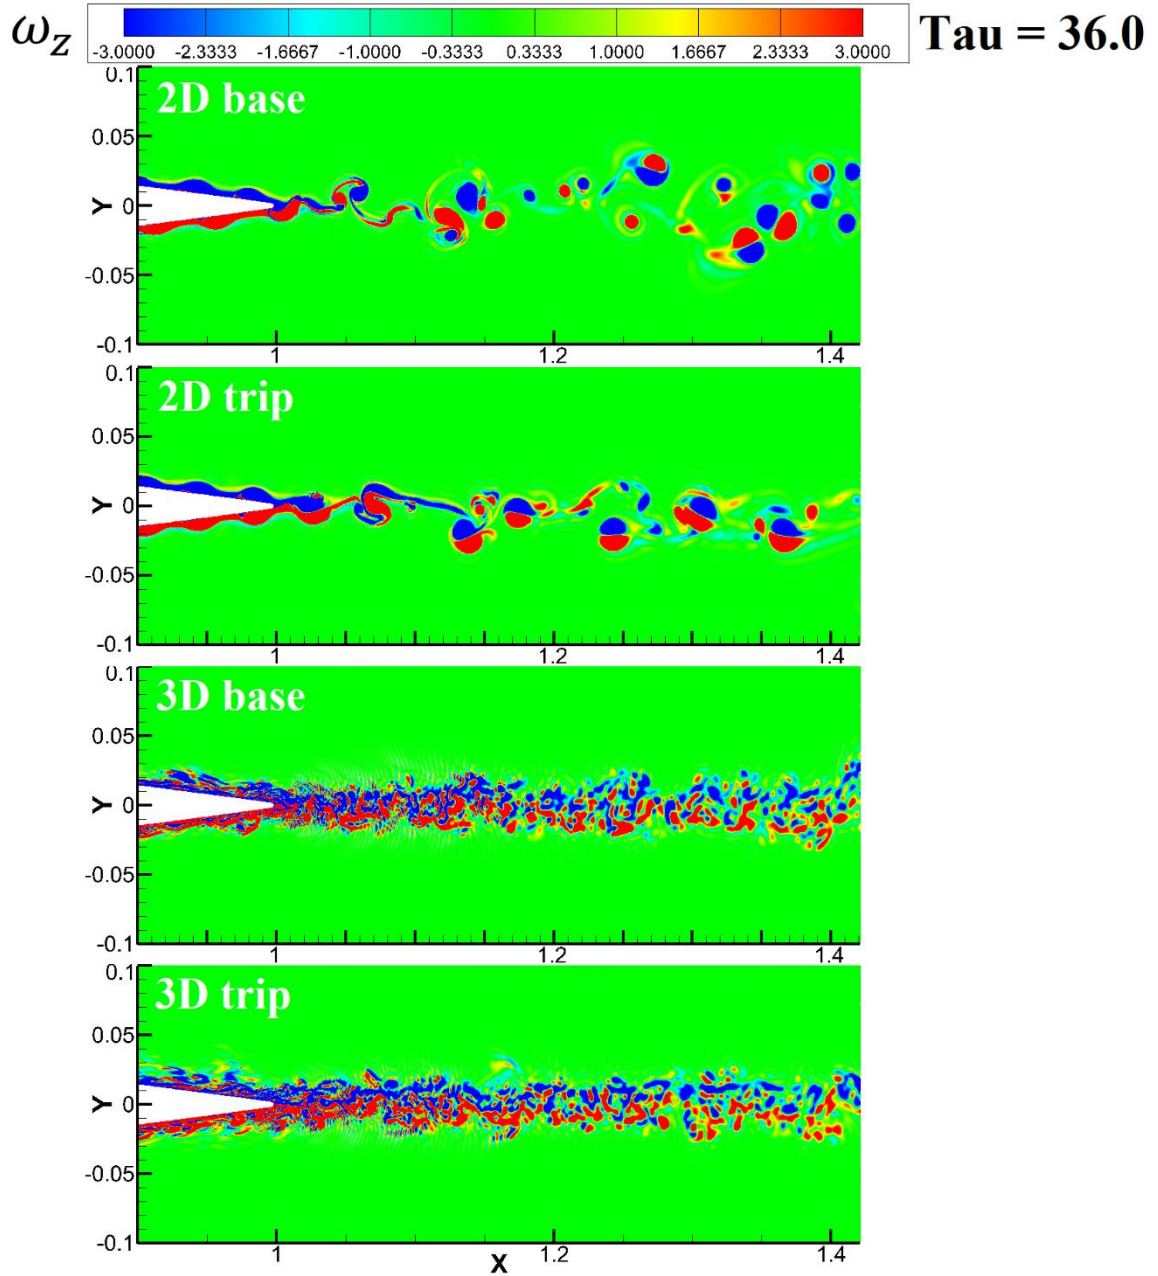 ω_z
-3.0000 -2.3333 -1.6667 -1.0000 -0.3333 0.3333 1.0000 1.6667 2.3333 3.0000
Tau = 36.0
2D base
0.1
0.05
0
-0.05
-0.1
Y
1 1.2 1.4
2D trip
0.1
0.05
0
-0.05
-0.1
Y
1 1.2 1.4
3D base
0.1
0.05
0
-0.05
-0.1
Y
1 1.2 1.4
3D trip
0.1
0.05
0
-0.05
-0.1
Y
1 1.2 1.4
X